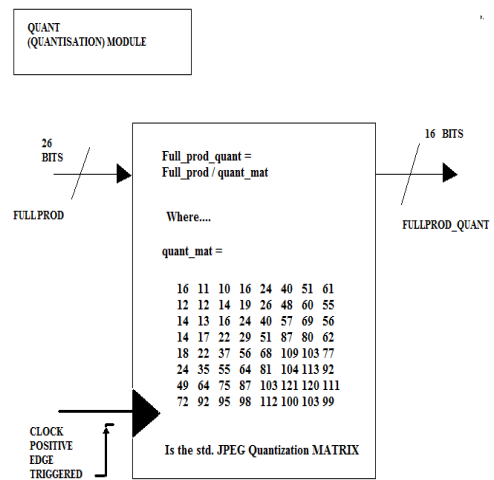 QUANT
(QUANTISATION) MODULE
26
BITS
FULL PROD
16 BITS
FULLPROD_QUANT
Full_prod_quant =
Full_prod / quant_mat
Where....
quant_mat =
16 11 10 16 24 40 51 61
12 12 14 19 26 48 60 55
14 13 16 24 40 57 69 56
14 17 22 29 51 87 80 62
18 22 37 56 68 109 103 77
24 35 55 64 81 104 113 92
49 64 75 87 103 121 120 111
72 92 95 98 112 100 103 99
Is the std. JPEG Quantization MATRIX
CLOCK
POSITIVE
EDGE
TRIGGERED